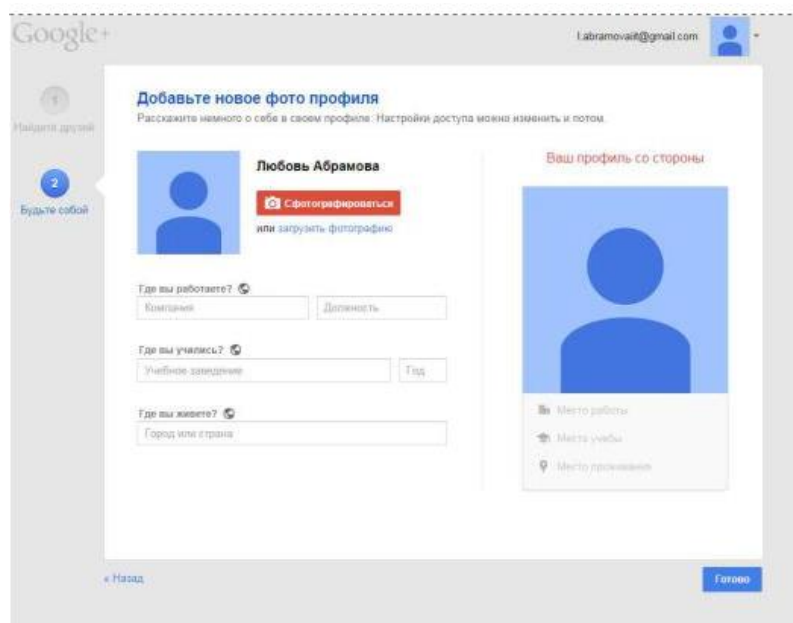 Google+
l.abramovaiit@gmail.com
1
Найдите друзей
2
Будьте собой
Добавьте новое фото профиля
Расскажите немного о себе в своем профиле. Настройки доступа можно изменить и потом.
Любовь Абрамова
Сфотографироваться
или загрузить фотографию
Где вы работаете?
Компания
Должность
Где вы учились?
Учебное заведение
Год
Где вы живете?
Город или страна
Ваш профиль со стороны
Место работы
Место учебы
Место проживания
« Назад
Готово